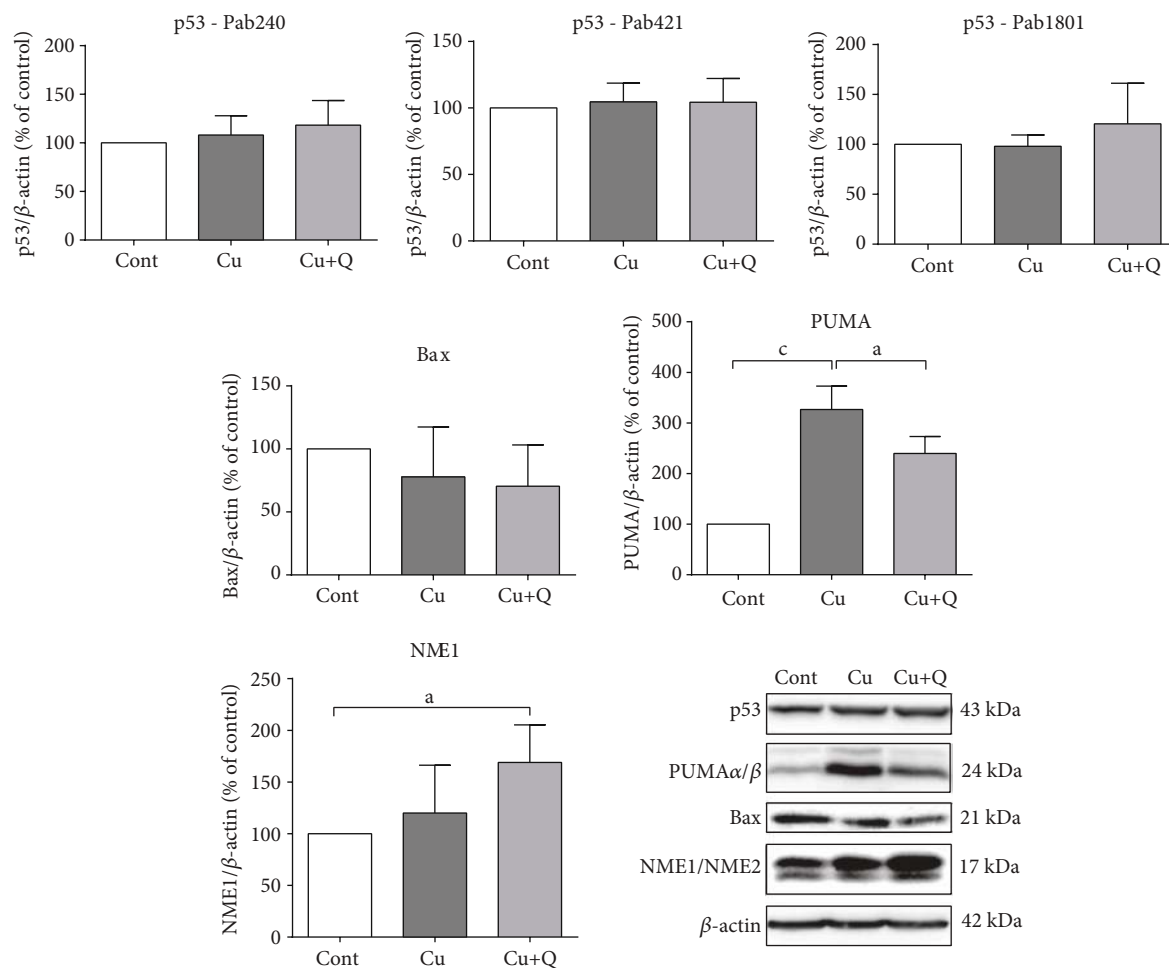 p53 - Pab240
p53/β-actin (% of control)
200
150
100
50
0
Cont Cu Cu+Q
p53 - Pab421
p53/β-actin (% of control)
150
100
50
0
Cont Cu Cu+Q
p53 - Pab1801
p53/β-actin (% of control)
200
150
100
50
0
Cont Cu Cu+Q
Bax
Bax/β-actin (% of control)
150
100
50
0
Cont Cu Cu+Q
PUMA
PUMA/β-actin (% of control)
500
400
300
200
100
0
c a
Cont Cu Cu+Q
NME1
NME1/β-actin (% of control)
250
200
150
100
50
0
a
Cont Cu Cu+Q
Cont Cu Cu+Q
p53 43 kDa
PUMAα/β 24 kDa
Bax 21 kDa
NME1/NME2 17 kDa
β-actin 42 kDa